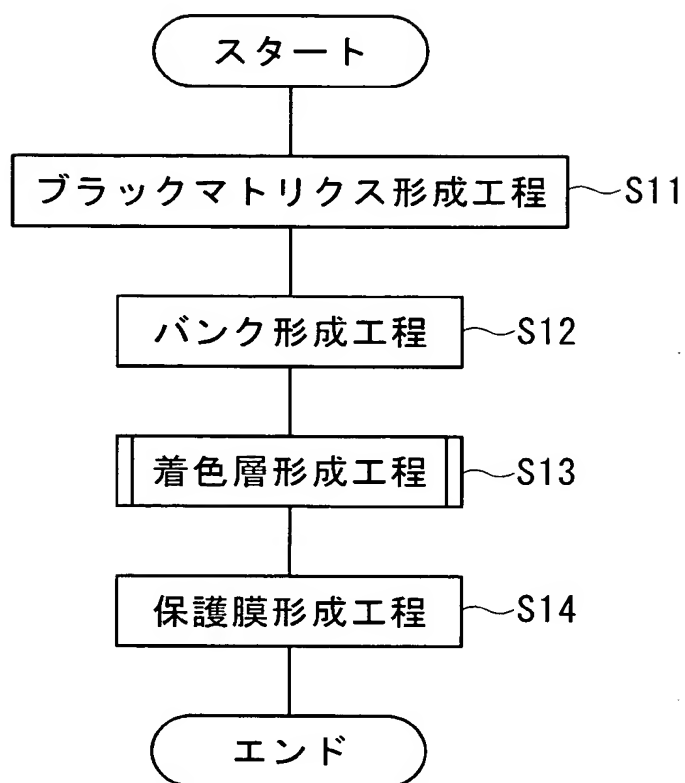 スタート
ブラックマトリクス形成工程 S11
バンク形成工程 S12
着色層形成工程 S13
保護膜形成工程 S14
エンド